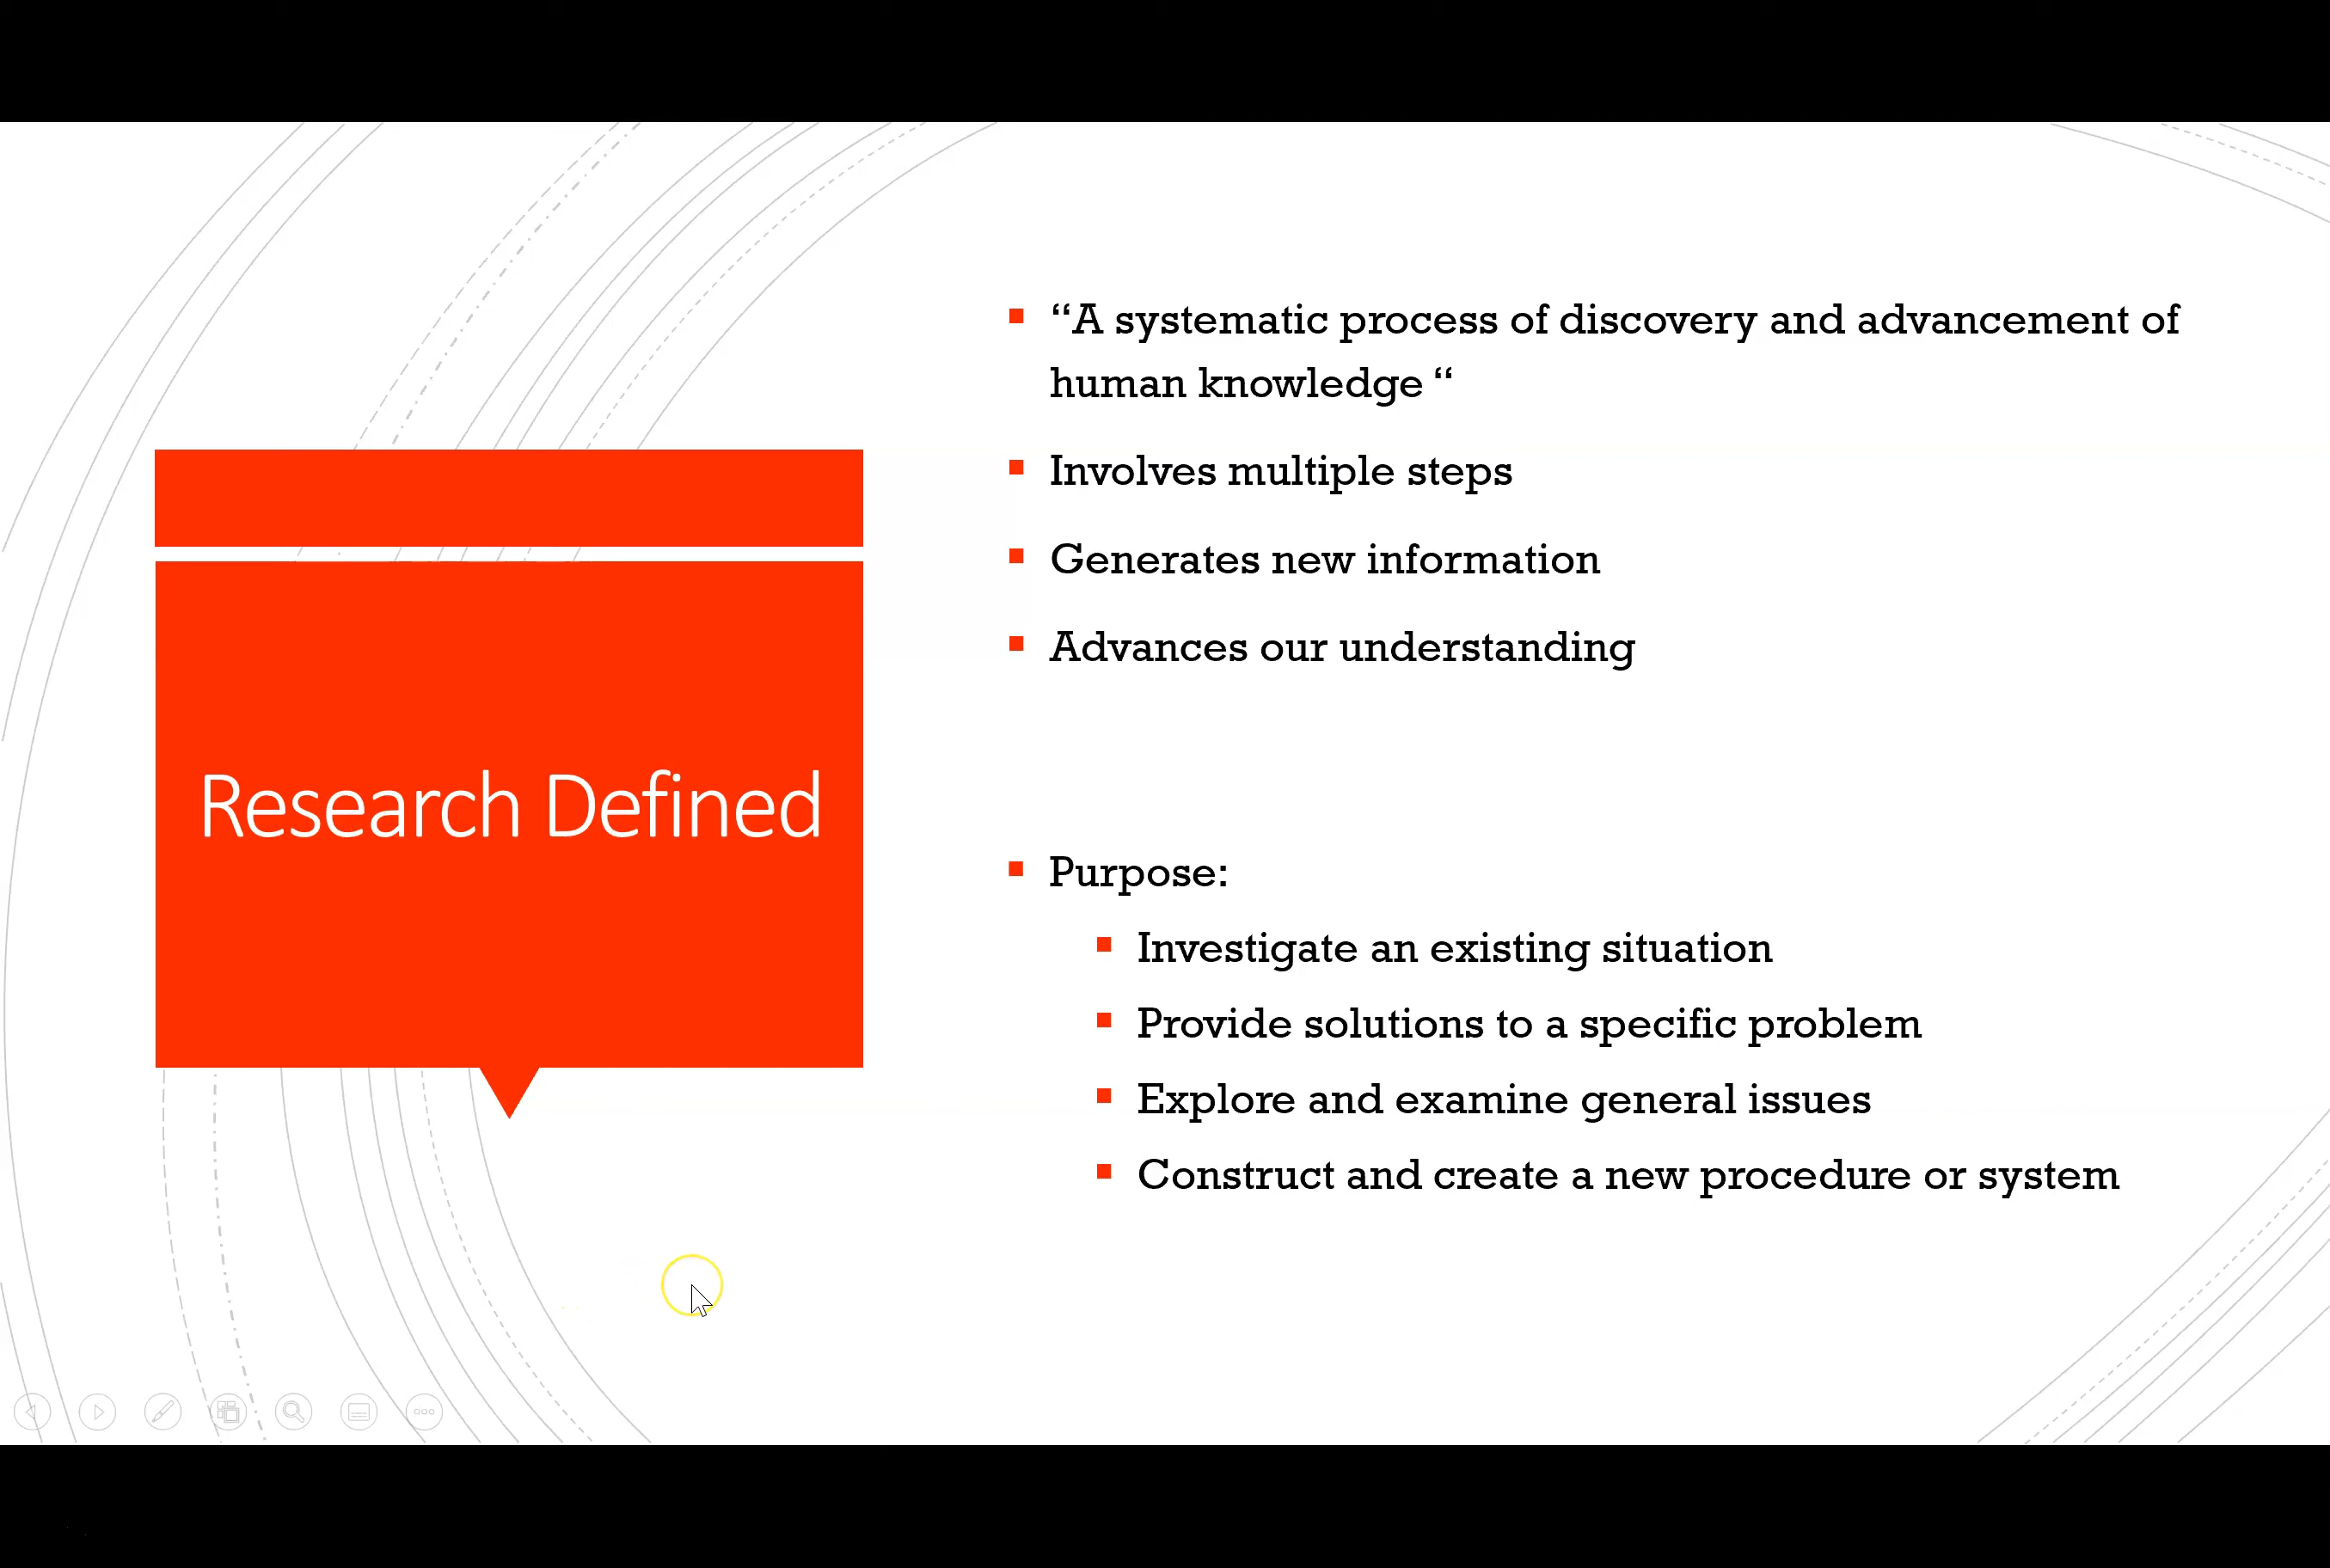 Research Defined
“A systematic process of discovery and advancement of
human knowledge “
Involves multiple steps
Generates new information
Advances our understanding
Purpose:
Investigate an existing situation
Provide solutions to a specific problem
Explore and examine general issues
Construct and create a new procedure or system